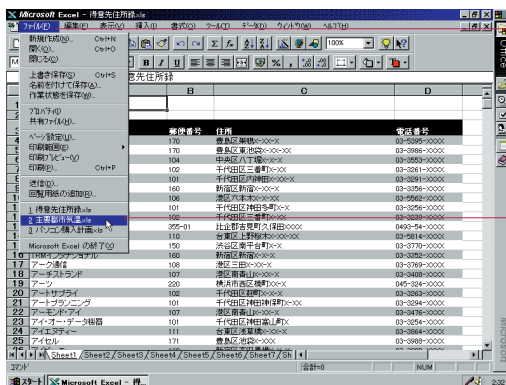 Microsoft Excel - 得意先住所録.xls
ファイル(F) 編集(E) 表示(V) 挿入(I) 書式(O) ツール(T) データ(D) ウィンドウ(W) ヘルプ(H)
新規作成(N)... Ctrl+N
開く(O)... Ctrl+O
閉じる(C)
100%
上書き保存(S) Ctrl+S
名前を付けて保存(A)...
作業状態を保存(W)...
先住所録
プロパティ(I)
共有ファイル(H)...
ページ設定(U)...
印刷範囲(T)
印刷プレビュー(V)
印刷(P)... Ctrl+P
送信(D)...
回覧用紙の追加(R)...
1 得意先住所録.xls
2 主要都市気温.xls
3 パソコン購入計画.xls
Microsoft Excel の終了(X)
B C D
郵便番号 住所 電話番号
170 豊島区巣鴨X-XX-X 03-5395-XXXX
170 豊島区東池袋X-XX-X 03-3986-XXXX
104 中央区八丁堀X-XX-X 03-3553-XXXX
102 千代田区三番町X-XX 03-3261-XXXX
101 千代田区内神田X-XX-X 03-3291-XXXX
160 新宿区新宿X-XX-X 03-3256-XXXX
106 港区六本木X-XX-X 03-5562-XXXX
101 千代田区神田多町X-XX 03-3256-XXXX
102 千代田区三番町X-XX 03-3239-XXXX
355-01 比企郡吉見町久保田XXX 0493-54-XXXX
110 台東区上野桜木X-XX-XX 03-5814-XXXX
150 渋谷区南平台町X-XX 03-3770-XXXX
16 160 新宿区新宿X-XX-X 03-3352-XXXX
17 アーク通信 108 港区三田X-XX-XX 03-3769-XXXX
18 アーチストランド 107 港区南青山X-XX-X 03-3408-XXXX
19 アーツ 220 横浜市西区楠町XX-X 045-324-XXXX
20 アートサプライ 102 千代田区麹町X-XX 03-3263-XXXX
21 アートプランニング 101 千代田区神田神保町X-XX 03-3294-XXXX
22 アーモンド・アイ 107 港区南青山X-XX-X 03-3476-XXXX
23 アイ・オー・データ機器 101 千代田区神田富山町X 03-3254-XXXX
24 アイエヌティー 111 台東区浅草橋X-XX-X 03-3864-XXXX
25 アイセル 171 豊島区池袋X-XX-XX 03-3988-XXXX
Sheet1 Sheet2 Sheet3 Sheet4 Sheet5 Sheet6 Sheet7 Sh
コマンド 合計=0 NUM
スタート Microsoft Excel - 得... 2:32
Office
Microsoft